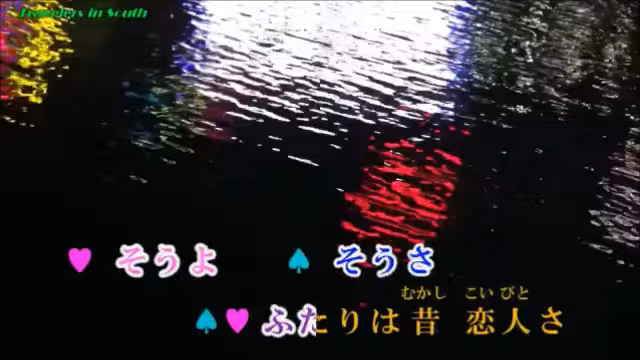 Travelers in South
♥ そうよ ♠ そうさ
むかし こい びと
♠♥ ふたりは昔 恋人さ